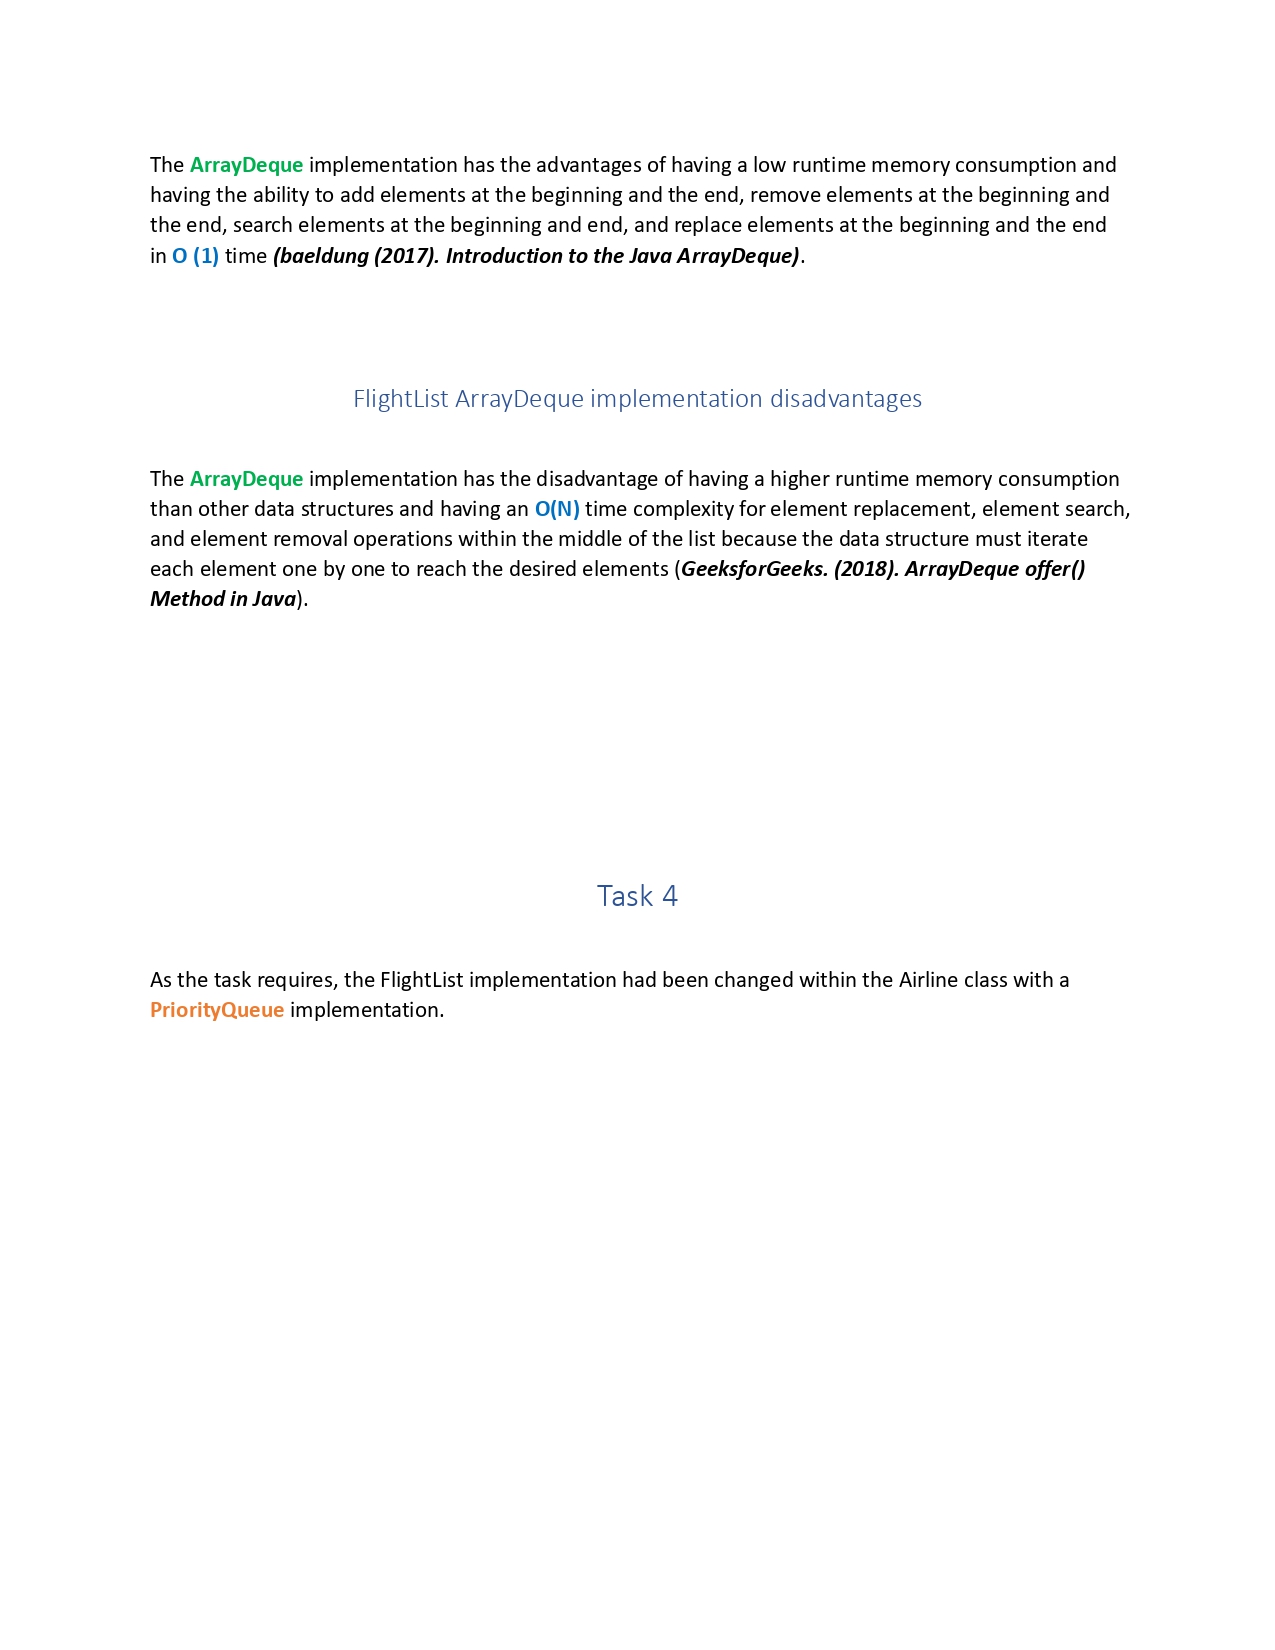 The ArrayDeque implementation has the advantages of having a low runtime memory consumption and
having the ability to add elements at the beginning and the end, remove elements at the beginning and
the end, search elements at the beginning and end, and replace elements at the beginning and the end
in O (1) time (baeldung (2017). Introduction to the Java ArrayDeque).
FlightList ArrayDeque implementation disadvantages
The ArrayDeque implementation has the disadvantage of having a higher runtime memory consumption
than other data structures and having an O(N) time complexity for element replacement, element search,
and element removal operations within the middle of the list because the data structure must iterate
each element one by one to reach the desired elements (GeeksforGeeks. (2018). ArrayDeque offer()
Method in Java).
Task 4
As the task requires, the FlightList implementation had been changed within the Airline class with a
PriorityQueue implementation.